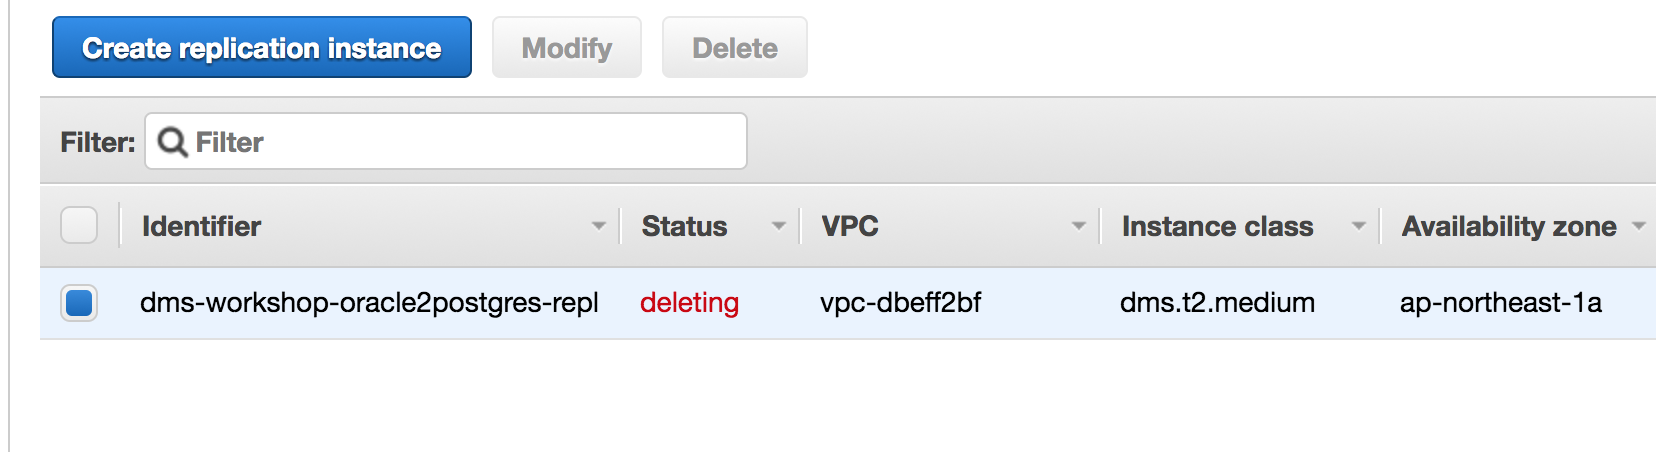 Create replication instance Modify Delete
Filter: Filter
Identifier Status VPC Instance class Availability zone
dms-workshop-oracle2postgres-repl deleting vpc-dbeff2bf dms.t2.medium ap-northeast-1a